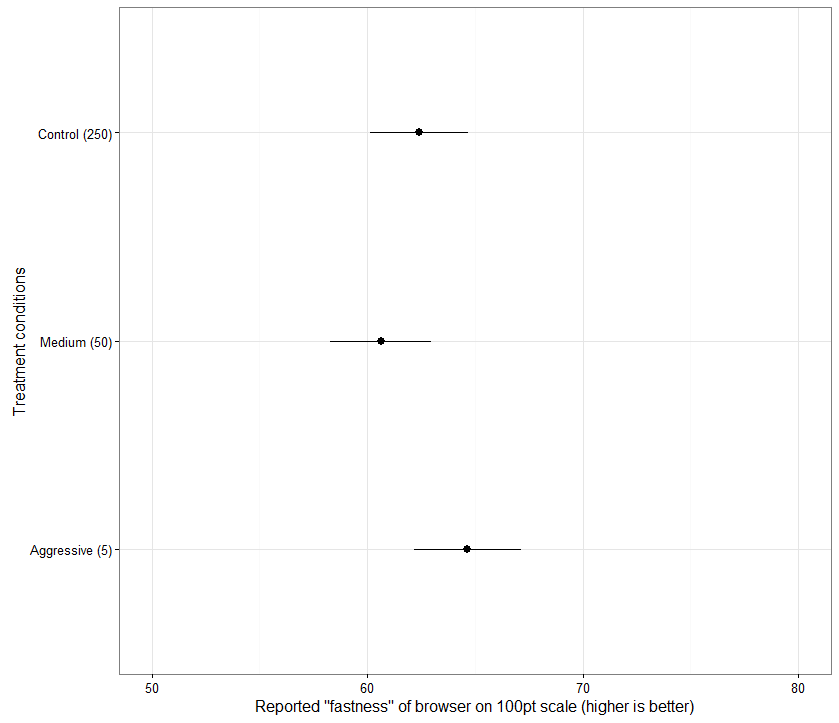 Treatment conditions
Control (250)
Medium (50)
Aggressive (5)
50 60 70 80
Reported "fastness" of browser on 100pt scale (higher is better)